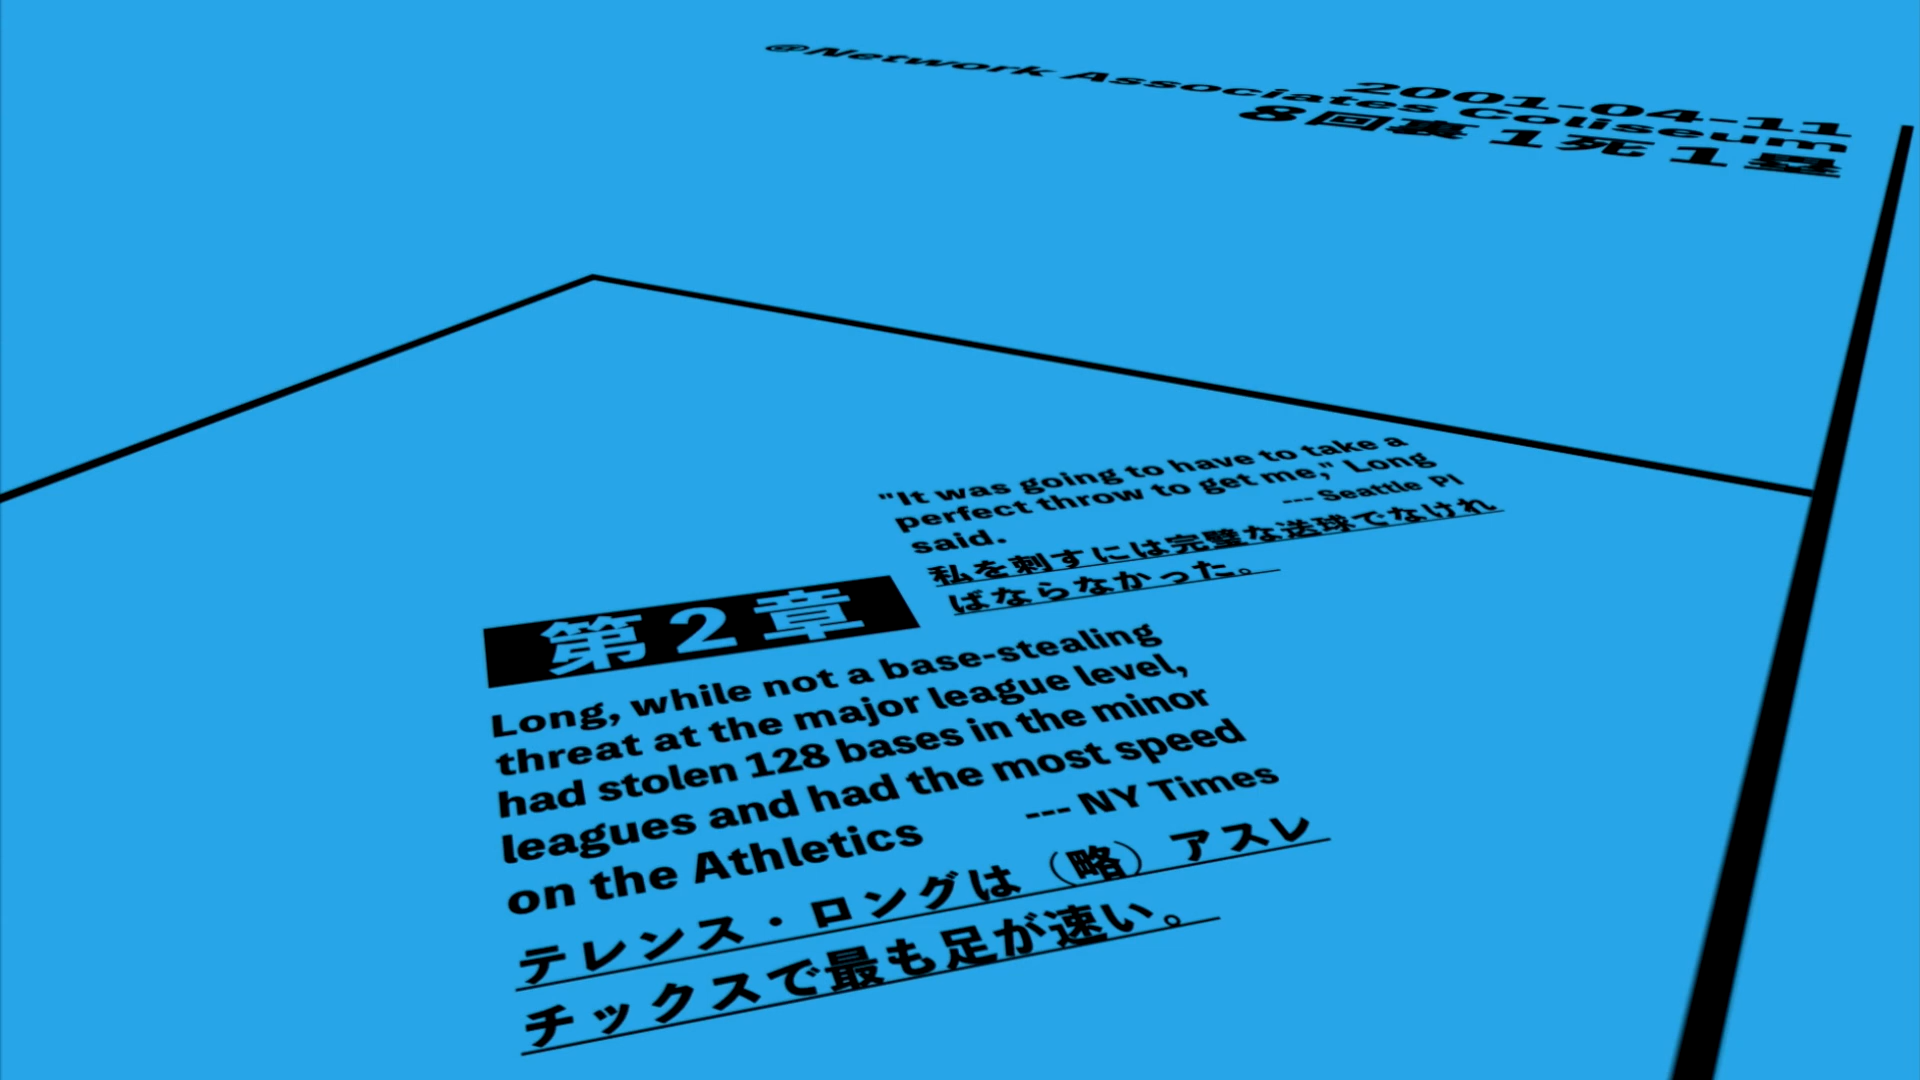 2001-04-11
@Network Associates Coliseum
8回裏1死1塁
"It was going to have to take a
perfect throw to get me," Long
said.
--- Seattle PI
私を刺すには完璧な送球でなけれ
ばならなかった。
第2章
Long, while not a base-stealing
threat at the major league level,
had stolen 128 bases in the minor
leagues and had the most speed
on the Athletics
--- NY Times
テレンス・ロングは（略）アスレ
チックスで最も足が速い。